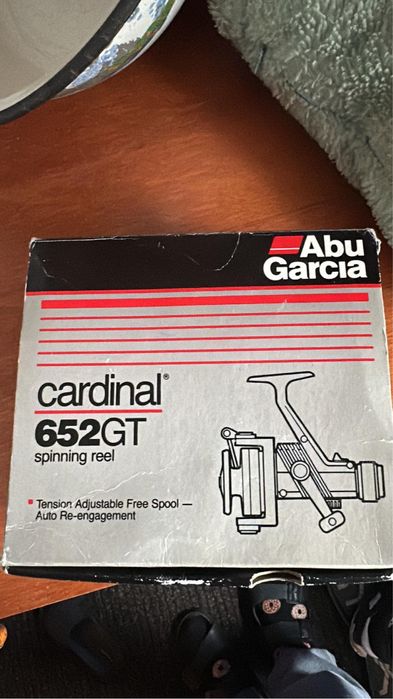 Abu
Garcia
cardinal®
652GT
spinning reel
Tension Adjustable Free Spool —
Auto Re-engagement